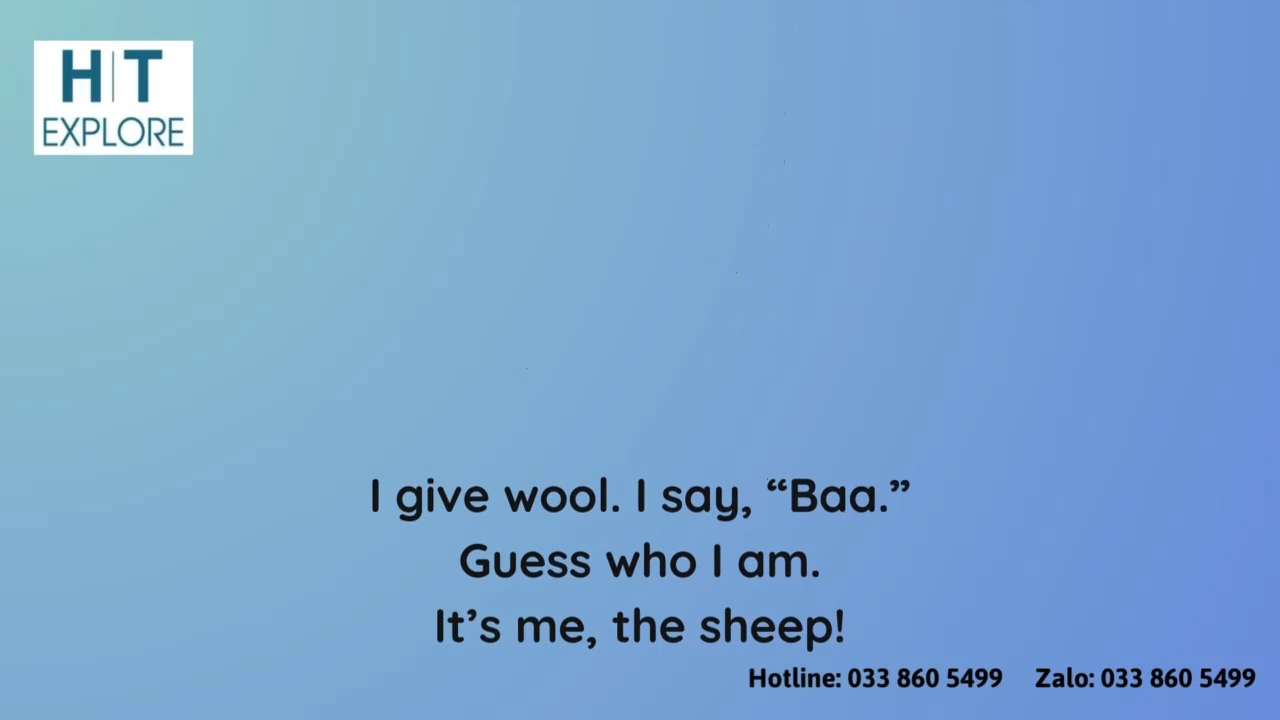 H|T
EXPLORE
I give wool. I say, “Baa.”
Guess who I am.
It’s me, the sheep!
Hotline: 033 860 5499 Zalo: 033 860 5499